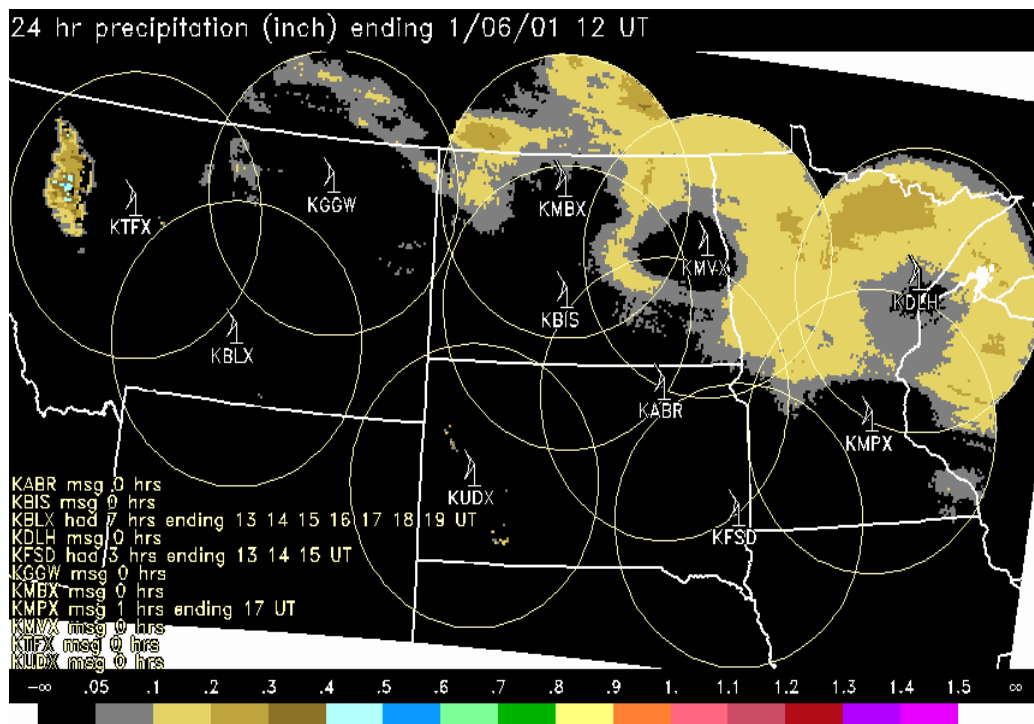 24 hr precipitation (inch) ending 1/06/01 12 UT
KMBX
KGGW
KTFX
KMVX
KDLH
KBIS
KBLX
KABR
KMPX
KUDX
KFSD
KABR msg 0 hrs
KBIS msg 0 hrs
KBLX had 7 hrs ending 13 14 15 16 17 18 19 UT
KDLH msg 0 hrs
KFSD had 3 hrs ending 13 14 15 UT
KGGW msg 0 hrs
KMBX msg 0 hrs
KMPX msg 1 hrs ending 17 UT
KMVX msg 0 hrs
KTFX msg 0 hrs
KUDX msg 0 hrs
-∞ .05 .1 .2 .3 .4 .5 .6 .7 .8 .9 1. 1.1 1.2 1.3 1.4 1.5 ∞